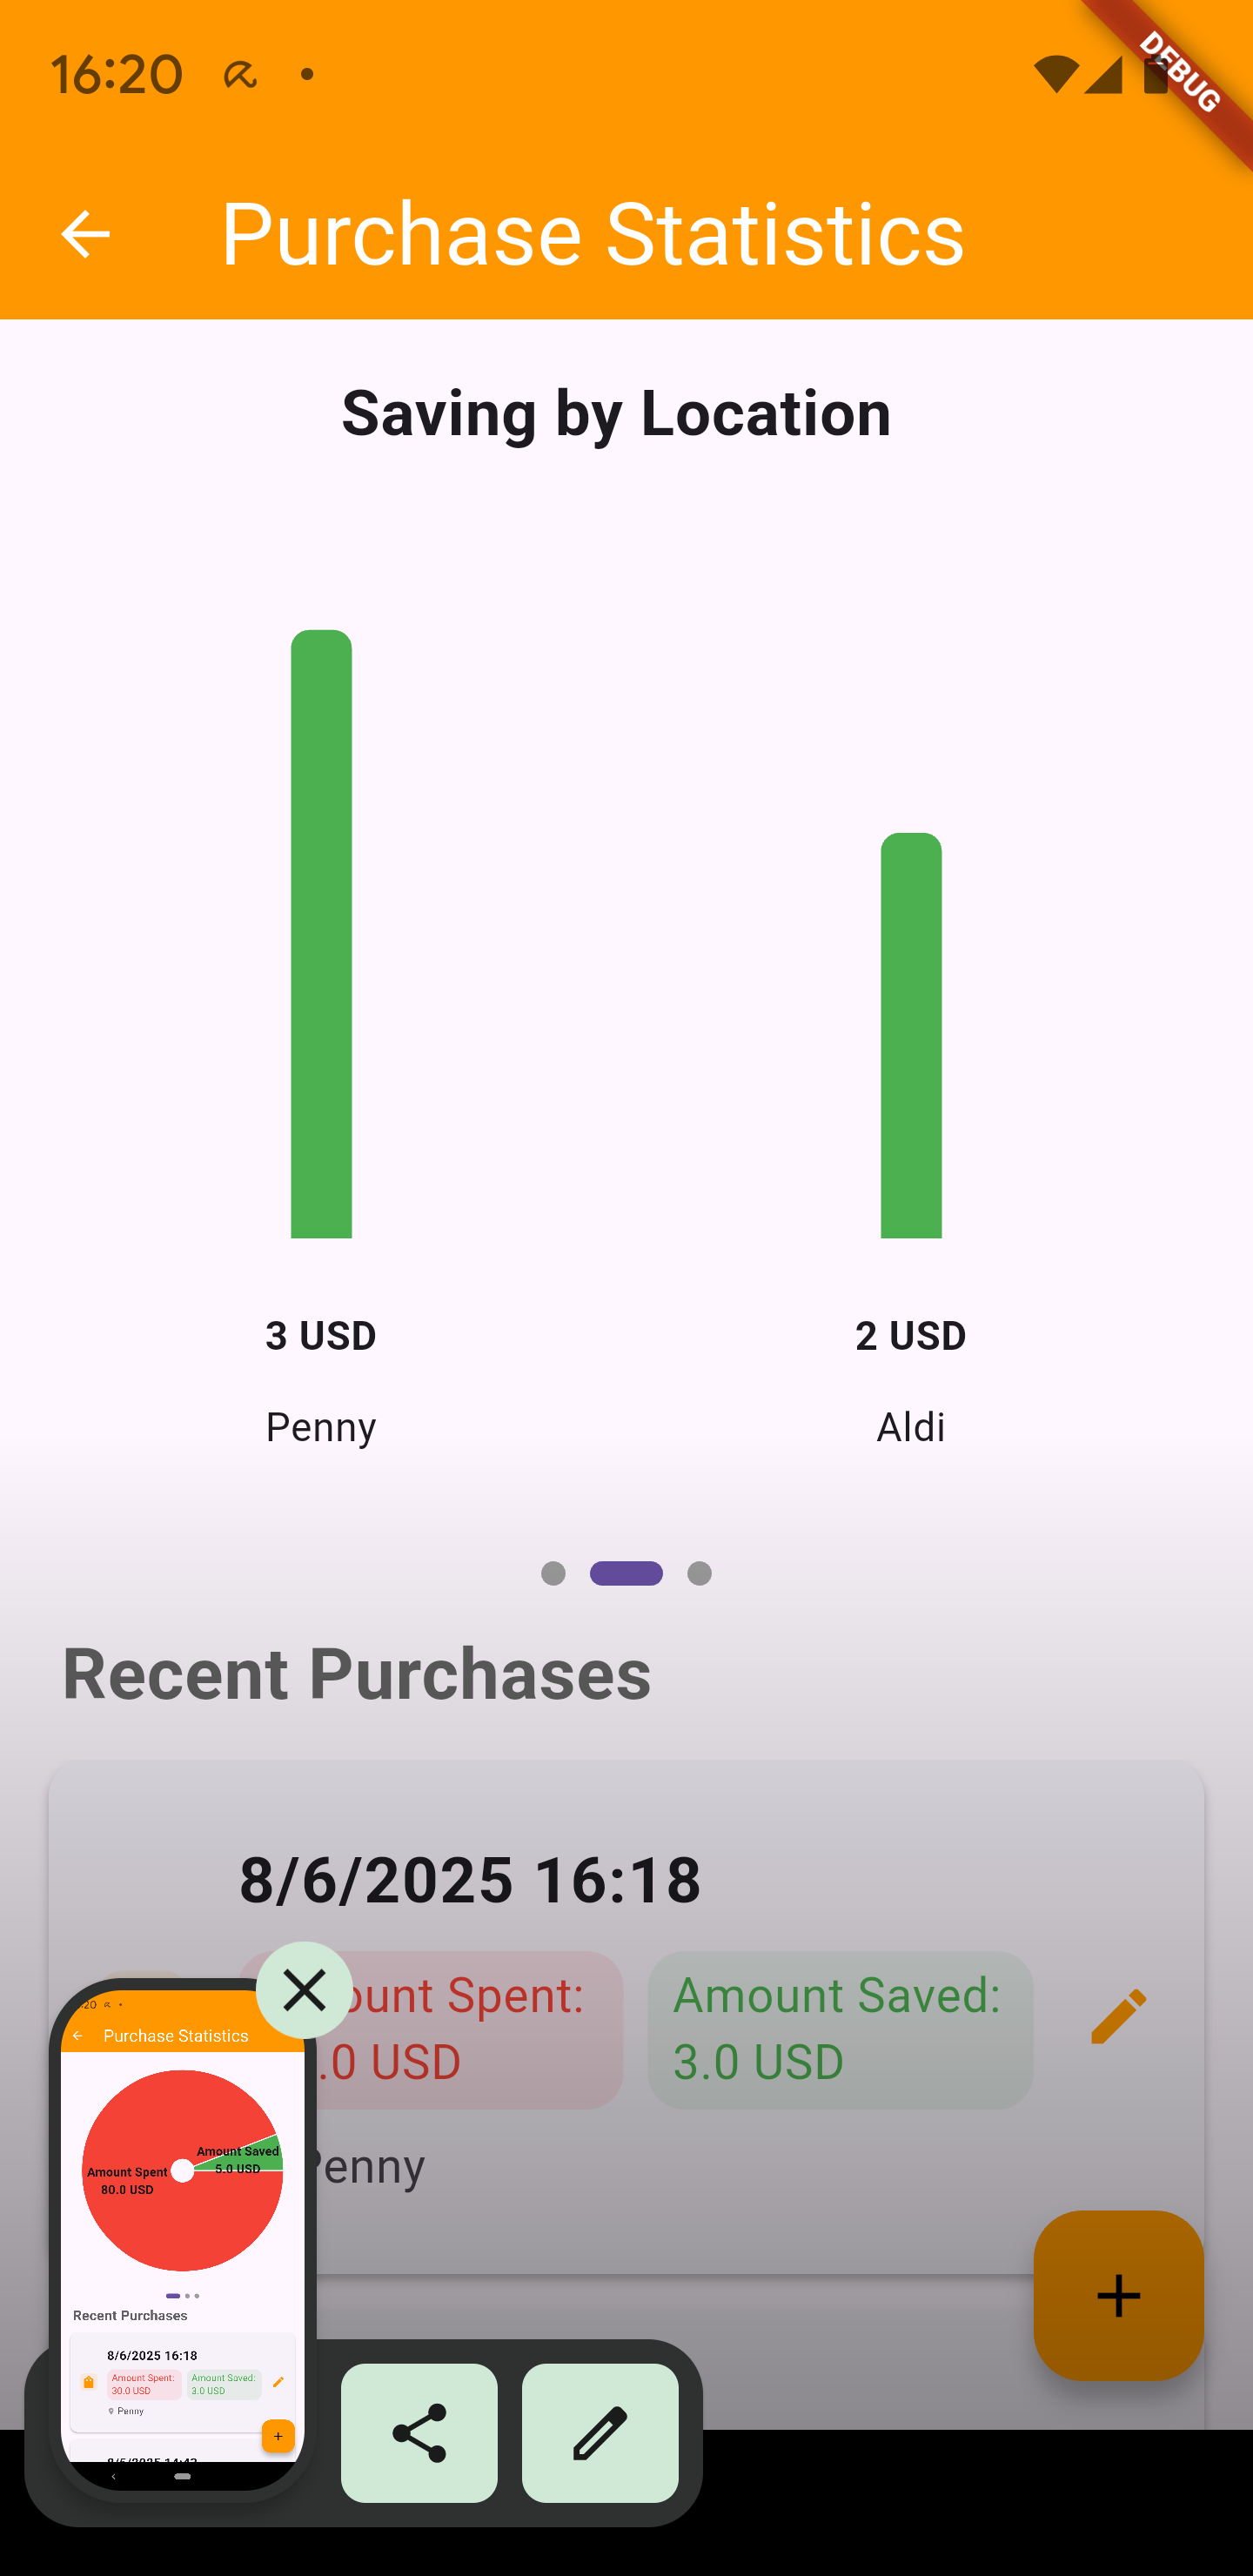 16:20
DEBUG
Purchase Statistics
Saving by Location
3 USD
2 USD
Penny
Aldi
Recent Purchases
8/6/2025 16:18
ount Spent:
.0 USD
Amount Saved:
3.0 USD
Penny
:20
Purchase Statistics
Amount Saved
5.0 USD
Amount Spent
80.0 USD
Recent Purchases
8/6/2025 16:18
Amount Spent:
30.0 USD
Amount Saved:
3.0 USD
Penny